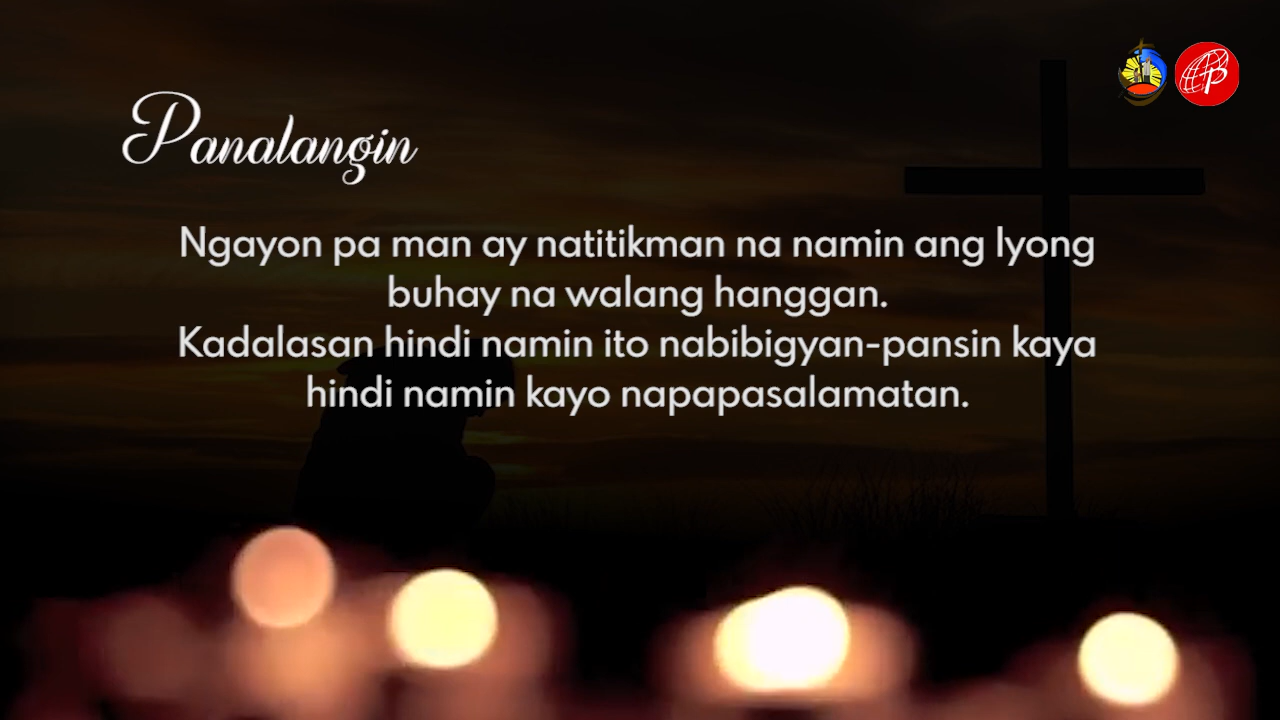 Panalangin
Ngayon pa man ay natitikman na namin ang Iyong
buhay na walang hanggan.
Kadalasan hindi namin ito nabibigyan-pansin kaya
hindi namin kayo napapasalamatan.